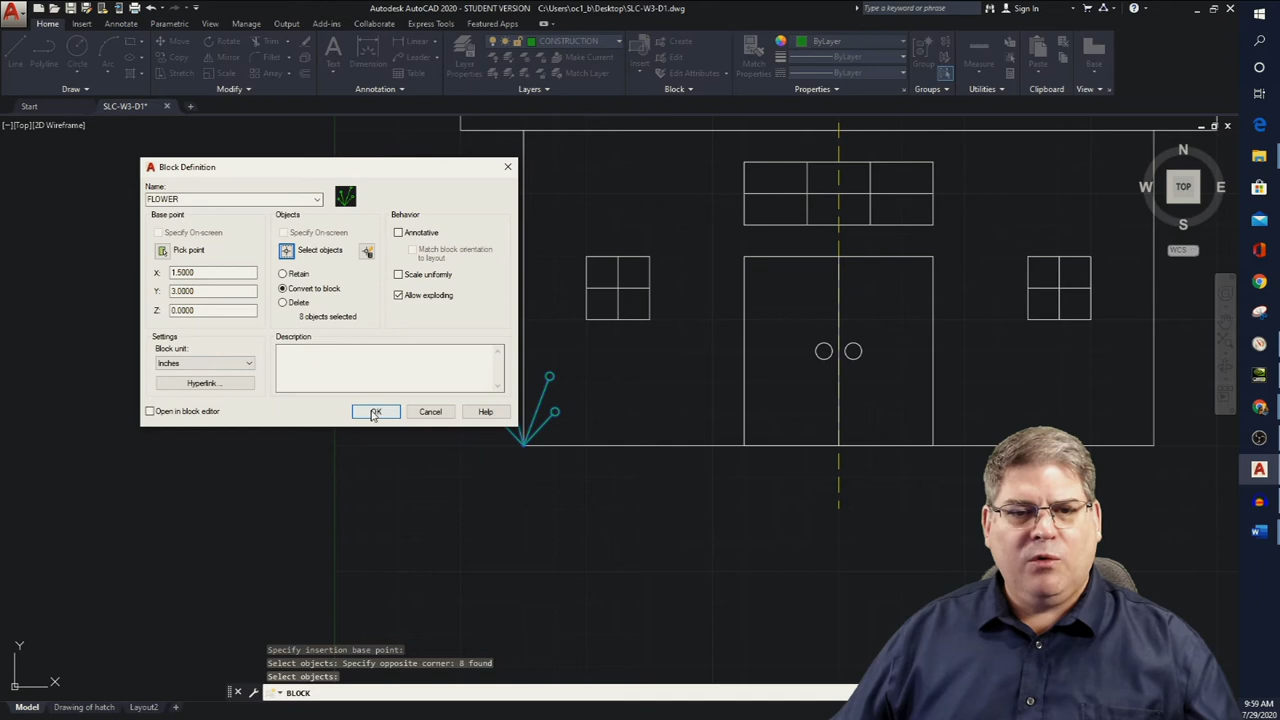 Autodesk AutoCAD 2020 - STUDENT VERSION C:\Users\oc1_b\Desktop\SLC-W3-D1.dwg
Type a keyword or phrase
Sign In
Home Insert Annotate Parametric View Manage Output Add-ins Collaborate Express Tools Featured Apps
Line
Polyline
Circle
Arc
Draw
Move Rotate Trim
Copy Mirror Fillet
Stretch Scale Array
Modify
Text
Dimension
Linear
Leader
Table
Annotation
Layer
Properties
CONSTRUCTION
Make Current
Match Layer
Layers
Insert
Create
Edit
Edit Attributes
Block
Match
Properties
ByLayer
ByLayer
ByLayer
Properties
Group
Groups
Measure
Utilities
Paste
Clipboard
Base
View
Start
SLC-W3-D1*
[−][Top][2D Wireframe]
N
W
TOP
E
S
WCS
Block Definition
Name:
FLOWER
Base point
Specify On-screen
Pick point
X: 1.5000
Y: 3.0000
Z: 0.0000
Objects
Specify On-screen
Select objects
Retain
Convert to block
Delete
8 objects selected
Behavior
Annotative
Match block orientation
to layout
Scale uniformly
Allow exploding
Settings
Block unit:
Inches
Hyperlink...
Description
Open in block editor
OK
Cancel
Help
Y
X
Specify insertion base point:
Select objects: Specify opposite corner: 8 found
Select objects:
BLOCK
Model Drawing of hatch Layout2
9:59 AM
7/29/2020